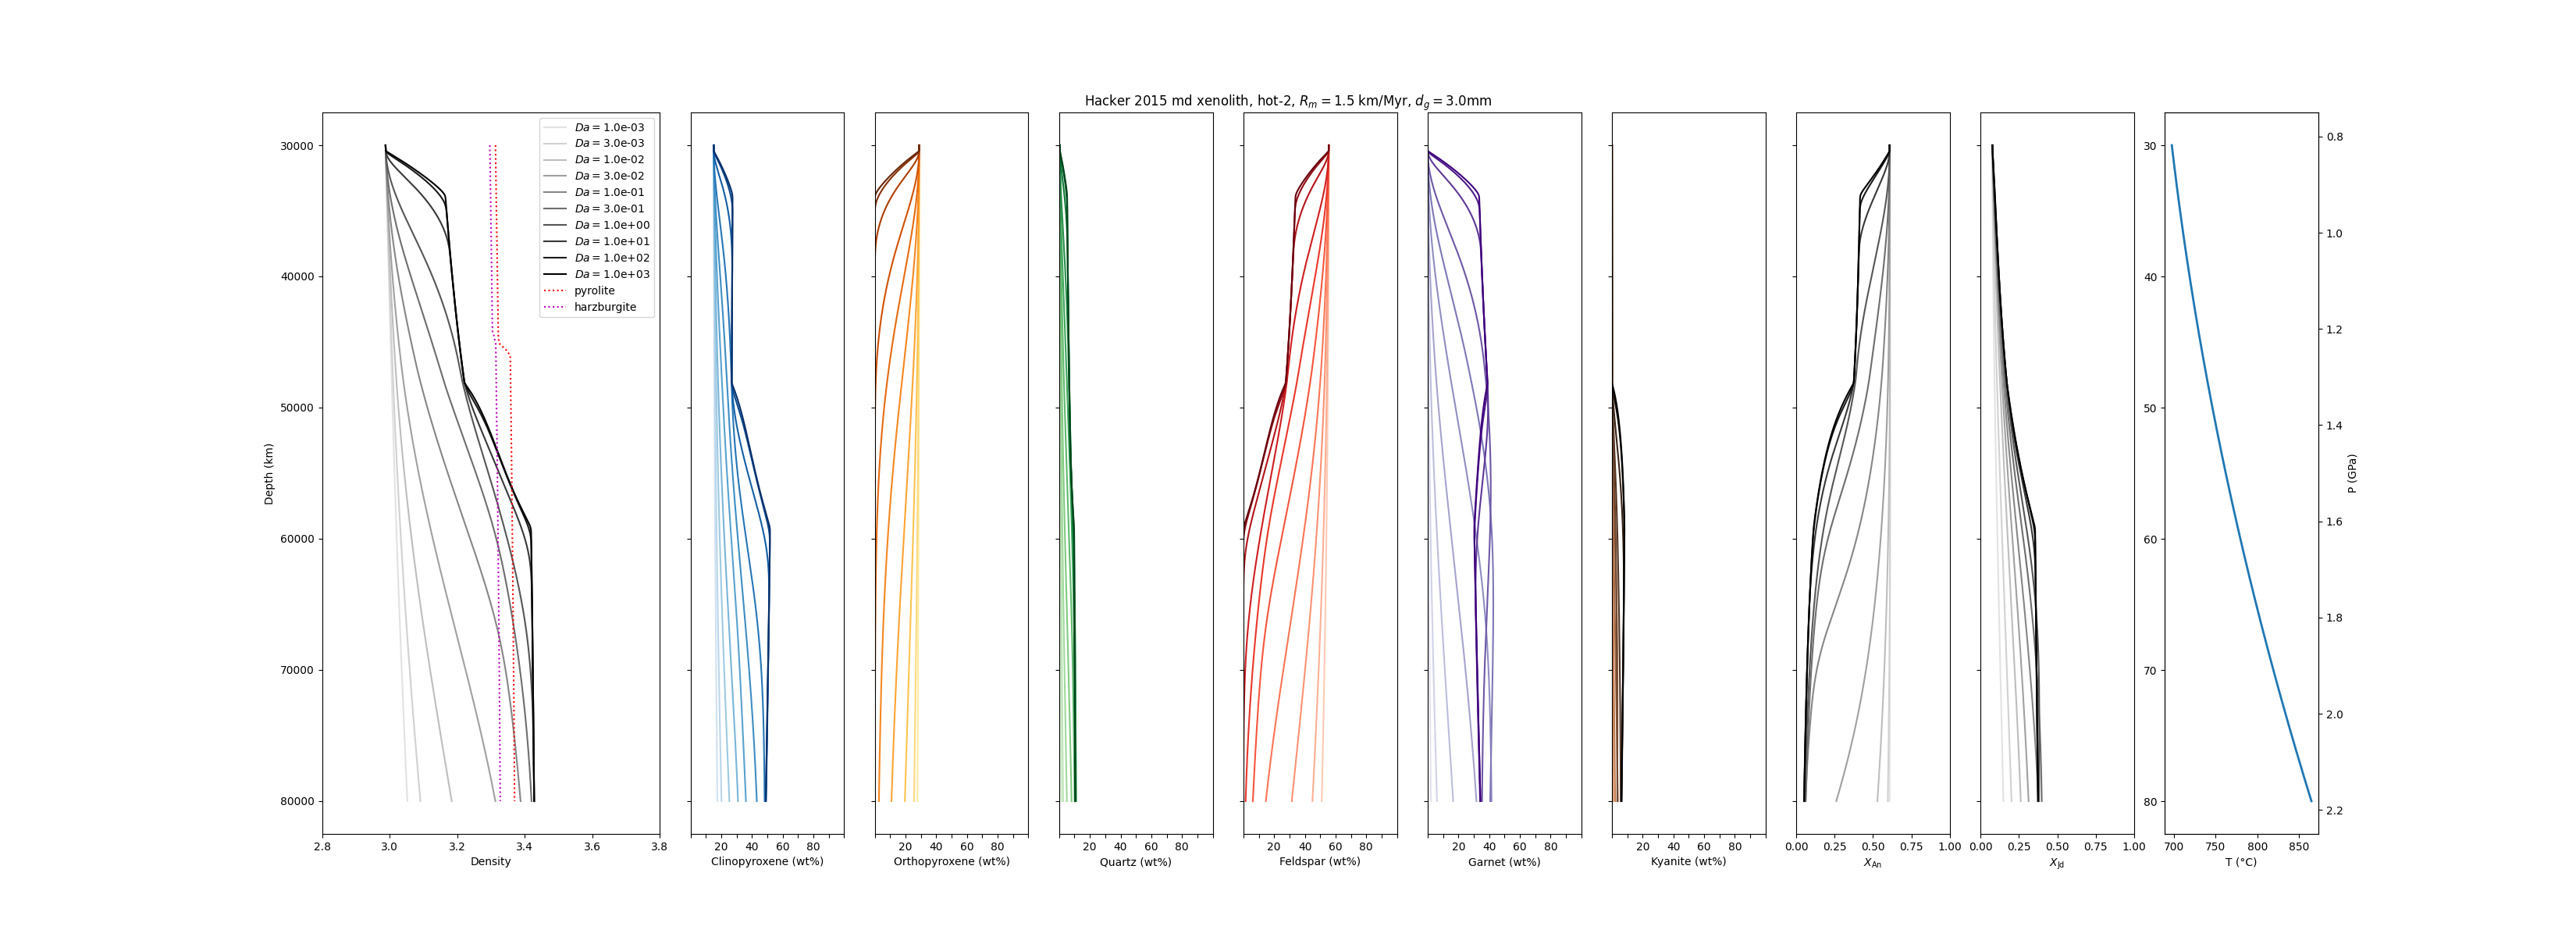 Hacker 2015 md xenolith, hot-2, $R_m = 1.5$ km/Myr, $d_g = 3.0$mm
Depth (km)
30000
40000
50000
60000
70000
80000
2.8 3.0 3.2 3.4 3.6 3.8
Density
Da = 1.0e-03
Da = 3.0e-03
Da = 1.0e-02
Da = 3.0e-02
Da = 1.0e-01
Da = 3.0e-01
Da = 1.0e+00
Da = 1.0e+01
Da = 1.0e+02
Da = 1.0e+03
pyrolite
harzburgite
20 40 60 80
Clinopyroxene (wt%)
20 40 60 80
Orthopyroxene (wt%)
20 40 60 80
Quartz (wt%)
20 40 60 80
Feldspar (wt%)
20 40 60 80
Garnet (wt%)
20 40 60 80
Kyanite (wt%)
0.00 0.25 0.50 0.75 1.00
$X_{An}$
0.00 0.25 0.50 0.75 1.00
$X_{Jd}$
30
40
50
60
70
80
700 750 800 850
T (°C)
0.8
1.0
1.2
1.4
1.6
1.8
2.0
2.2
P (GPa)